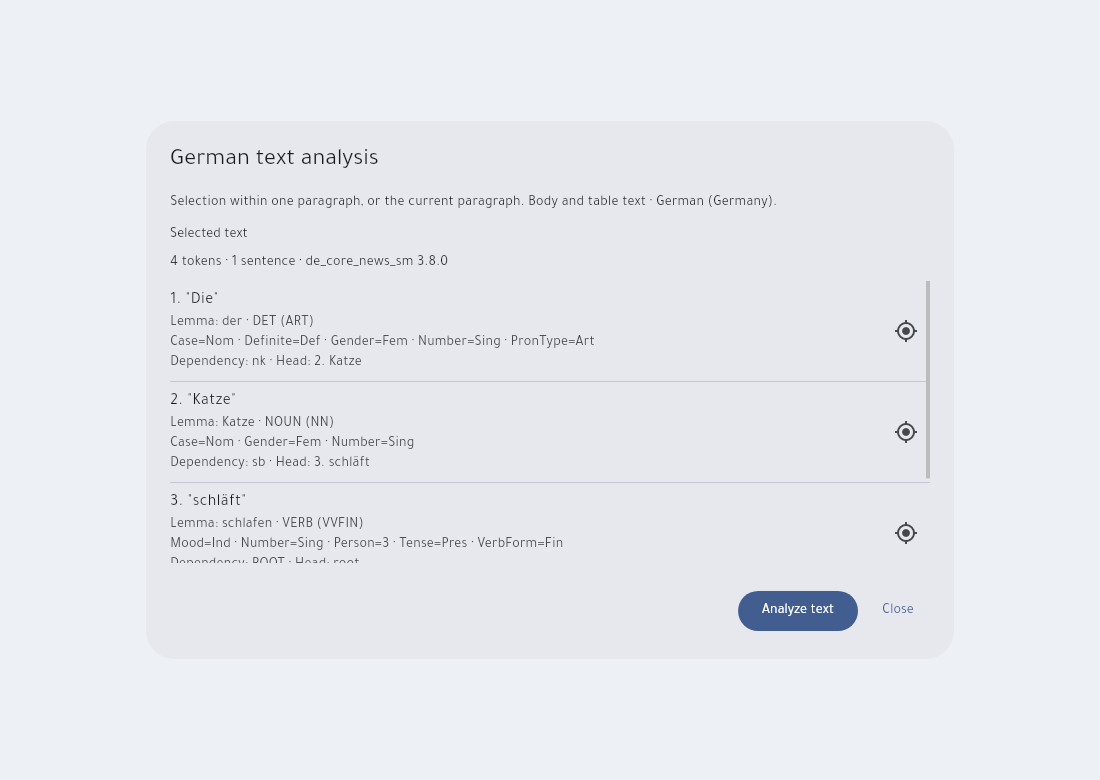 German text analysis
Selection within one paragraph, or the current paragraph. Body and table text · German (Germany).
Selected text
4 tokens · 1 sentence · de_core_news_sm 3.8.0
1. "Die"
Lemma: der · DET (ART)
Case=Nom · Definite=Def · Gender=Fem · Number=Sing · PronType=Art
Dependency: nk · Head: 2. Katze
2. "Katze"
Lemma: Katze · NOUN (NN)
Case=Nom · Gender=Fem · Number=Sing
Dependency: sb · Head: 3. schläft
3. "schläft"
Lemma: schlafen · VERB (VVFIN)
Mood=Ind · Number=Sing · Person=3 · Tense=Pres · VerbForm=Fin
Dependency: ROOT · Head: root
Analyze text
Close